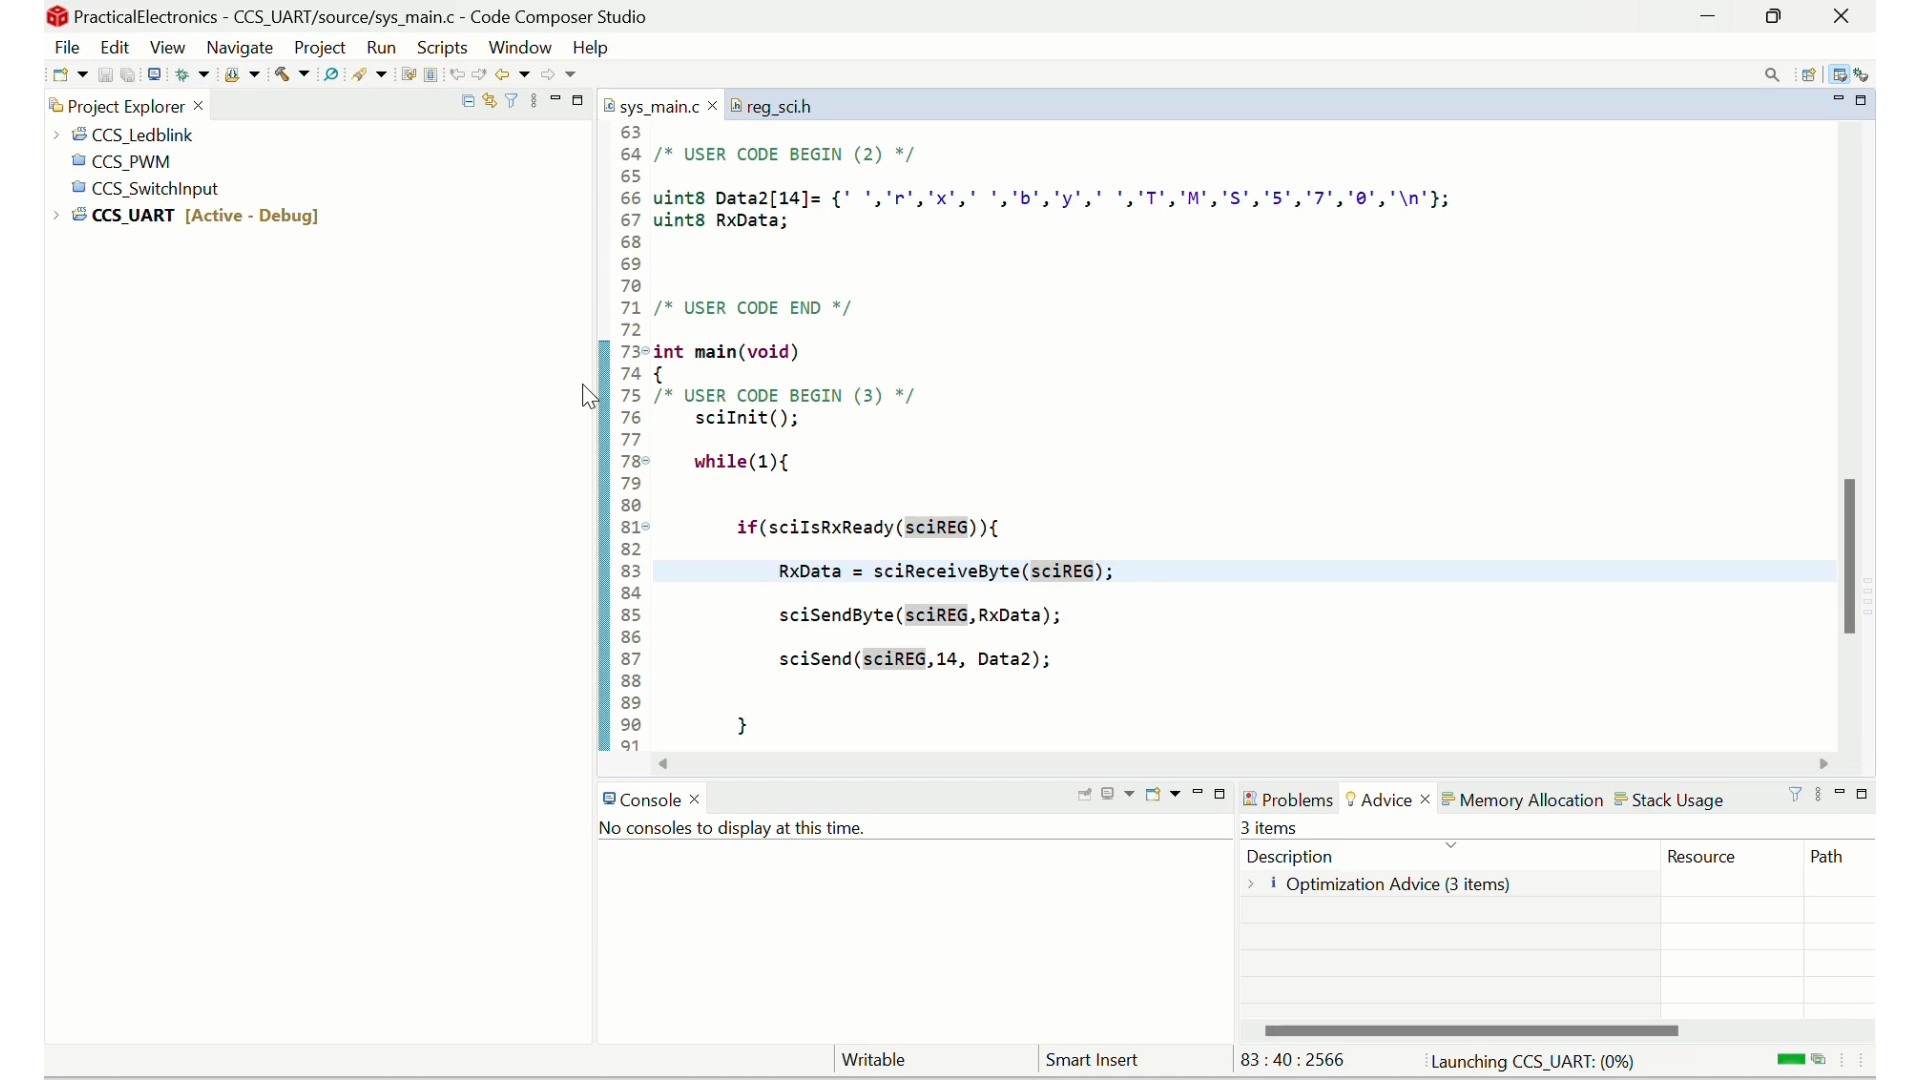 PracticalElectronics - CCS_UART/source/sys_main.c - Code Composer Studio
File Edit View Navigate Project Run Scripts Window Help
Project Explorer
CCS_Ledblink
CCS_PWM
CCS_SwitchInput
CCS_UART [Active - Debug]
sys_main.c reg_sci.h
63
64 /* USER CODE BEGIN (2) */
65
66 uint8 Data2[14]= {' ','r','x',' ','b','y',' ','T','M','S','5','7','0','\n'};
67 uint8 RxData;
68
69
70
71 /* USER CODE END */
72
73 int main(void)
74 {
75 /* USER CODE BEGIN (3) */
76 sciInit();
77
78 while(1){
79
80
81 if(sciIsRxReady(sciREG)){
82
83 RxData = sciReceiveByte(sciREG);
84
85 sciSendByte(sciREG,RxData);
86
87 sciSend(sciREG,14, Data2);
88
89
90 }
91
Console
No consoles to display at this time.
Problems Advice Memory Allocation Stack Usage
3 items
Description Resource Path
i Optimization Advice (3 items)
Writable Smart Insert 83 : 40 : 2566 Launching CCS_UART: (0%)